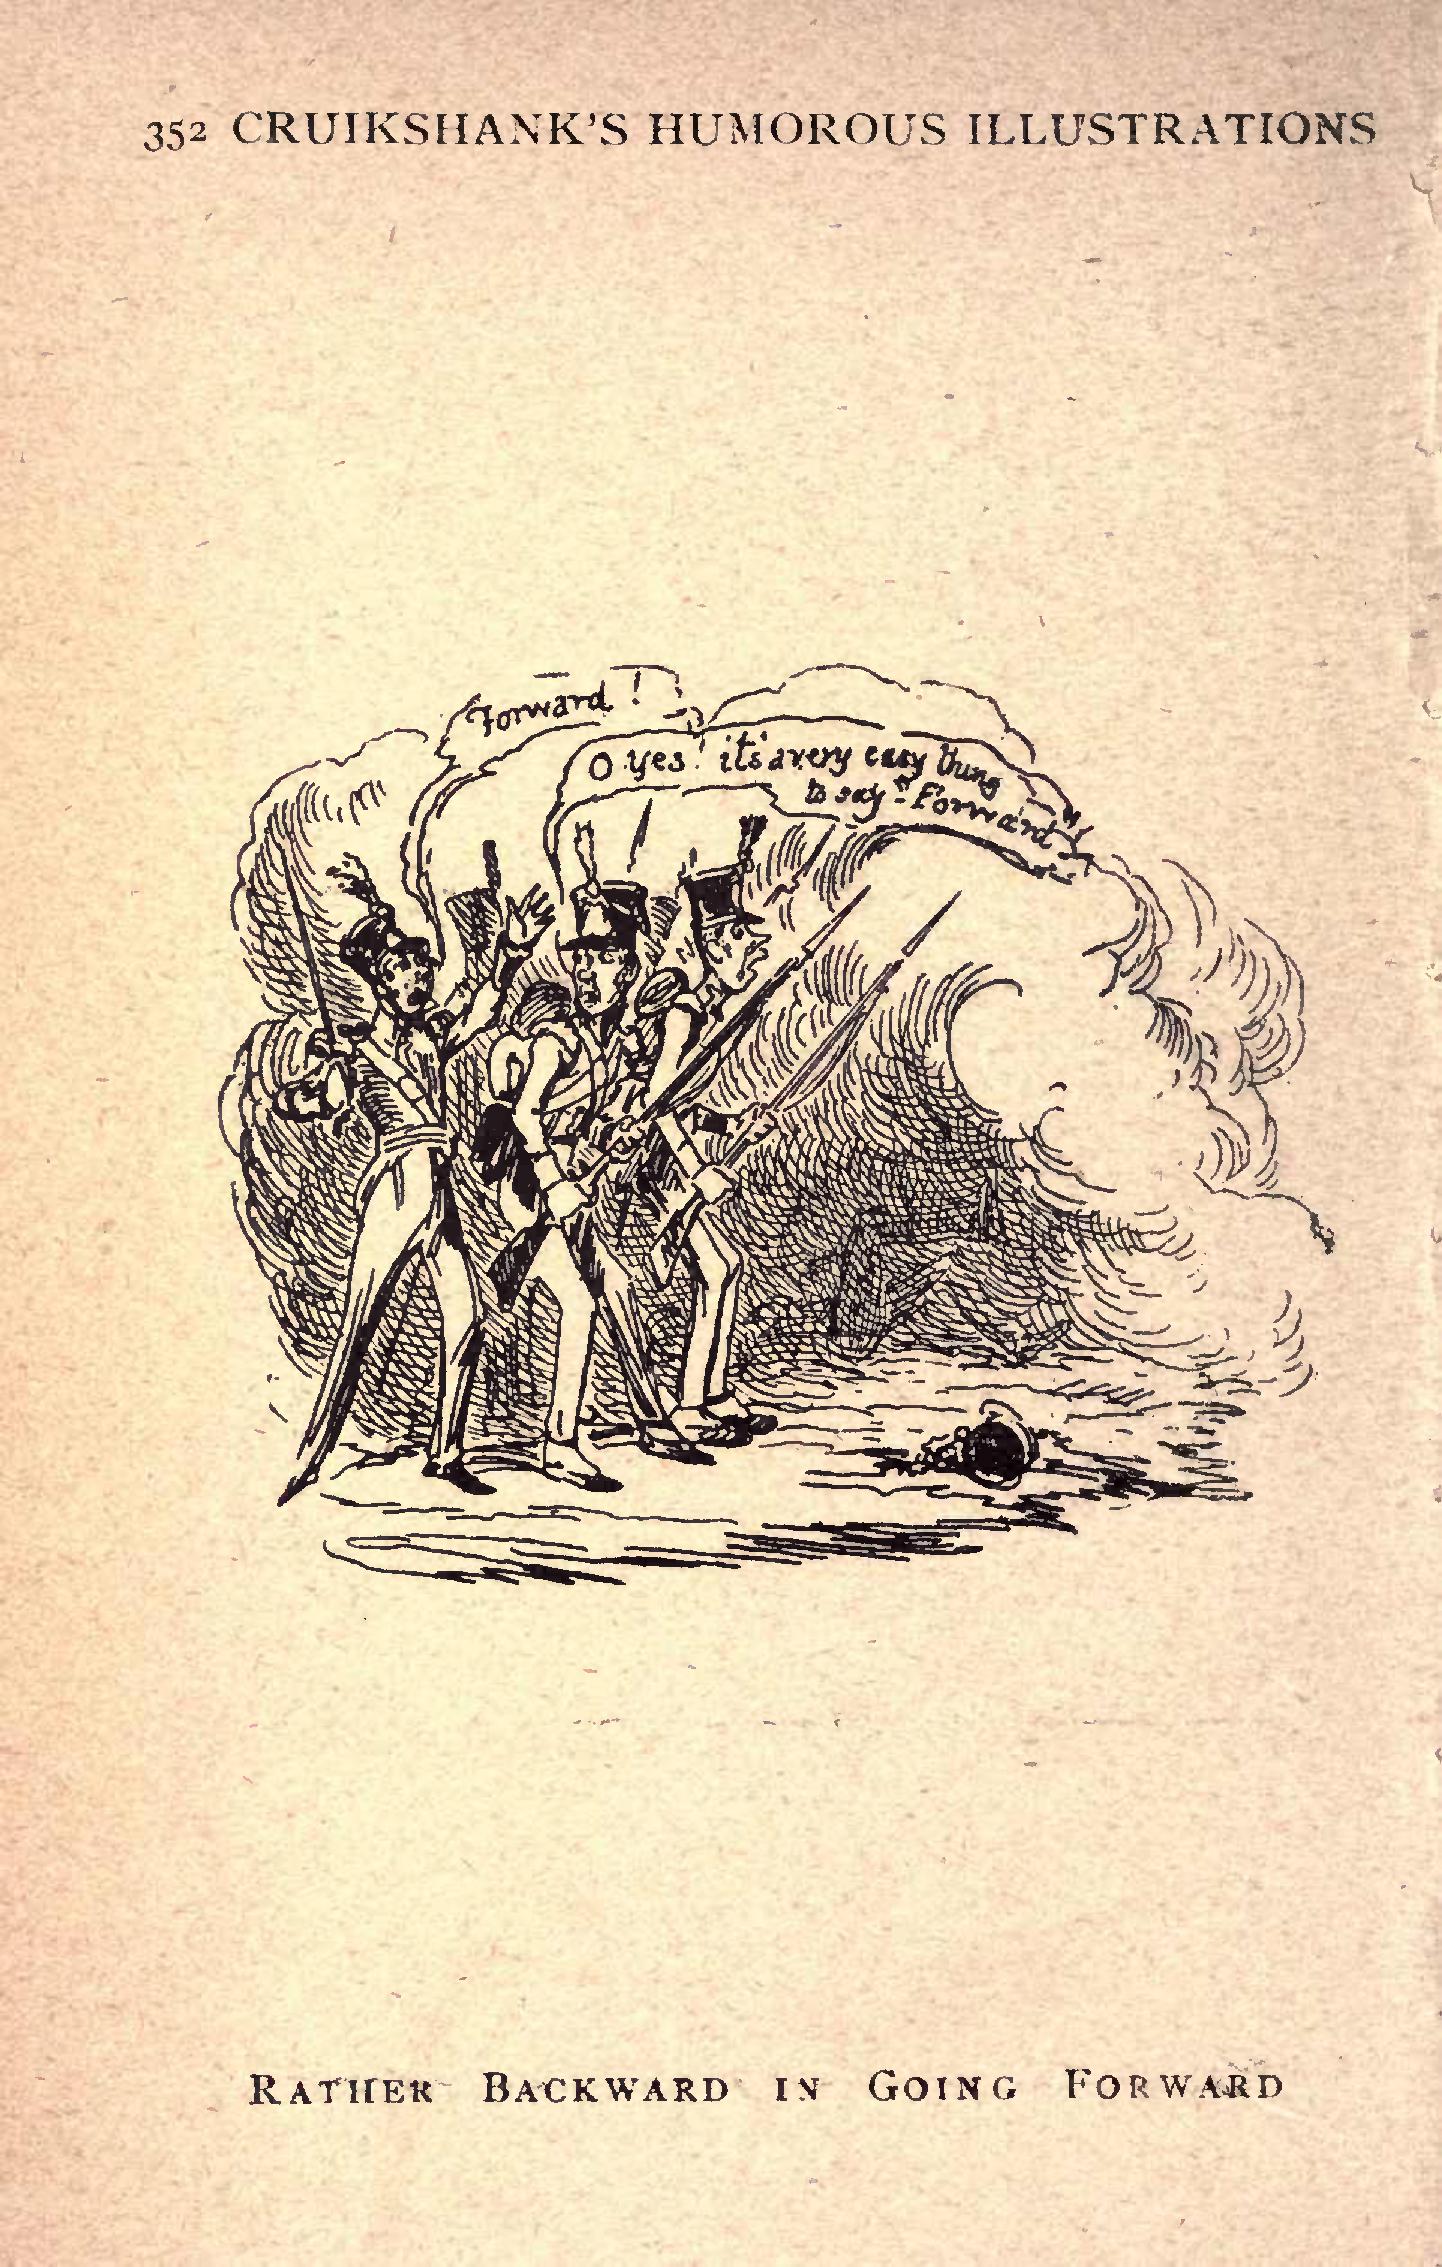 352 CRUIKSHANK'S HUMOROUS ILLUSTRATIONS
Forward !
O yes! it's a very easy thing
to say "Forward"
RATHER BACKWARD IN GOING FORWARD